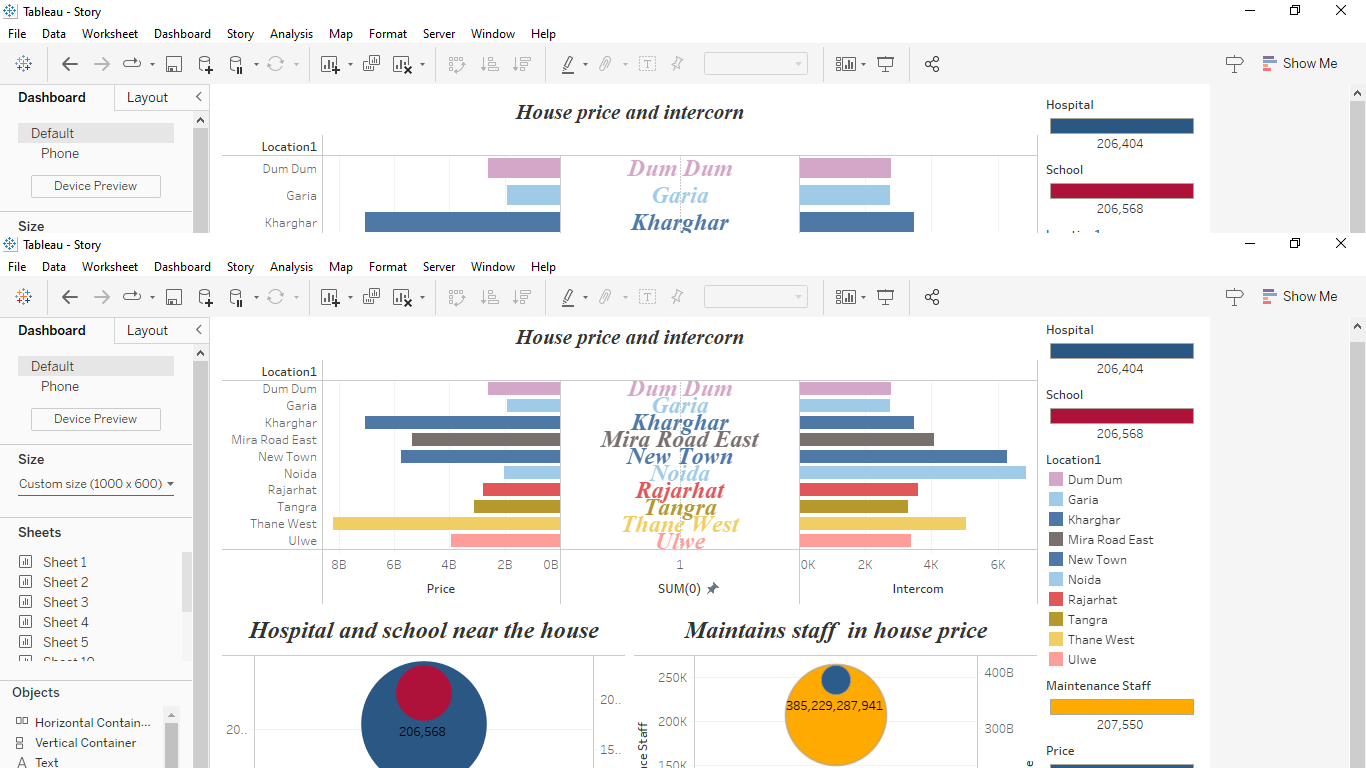 Tableau - Story
File Data Worksheet Dashboard Story Analysis Map Format Server Window Help
Show Me
Dashboard Layout
Default
Phone
Device Preview
Size
House price and intercorn
Location1
Dum Dum Dum Dum
Garia Garia
Kharghar Kharghar
Hospital
206,404
School
206,568
Tableau - Story
File Data Worksheet Dashboard Story Analysis Map Format Server Window Help
Show Me
Dashboard Layout
Default
Phone
Device Preview
Size
Custom size (1000 x 600)
Sheets
Sheet 1
Sheet 2
Sheet 3
Sheet 4
Sheet 5
Objects
Horizontal Contain...
Vertical Container
Text
House price and intercorn
Location1
Dum Dum Dum Dum
Garia Garia
Kharghar Kharghar
Mira Road East Mira Road East
New Town New Town
Noida Noida
Rajarhat Rajarhat
Tangra Tangra
Thane West Thane West
Ulwe Ulwe
8B 6B 4B 2B 0B 1 0K 2K 4K 6K
Price SUM(0) Intercom
Hospital and school near the house
20..
206,568
20..
15..
Maintains staff in house price
250K
200K
150K
385,229,287,941
400B
300B
Hospital
206,404
School
206,568
Location1
Dum Dum
Garia
Kharghar
Mira Road East
New Town
Noida
Rajarhat
Tangra
Thane West
Ulwe
Maintenance Staff
207,550
Price